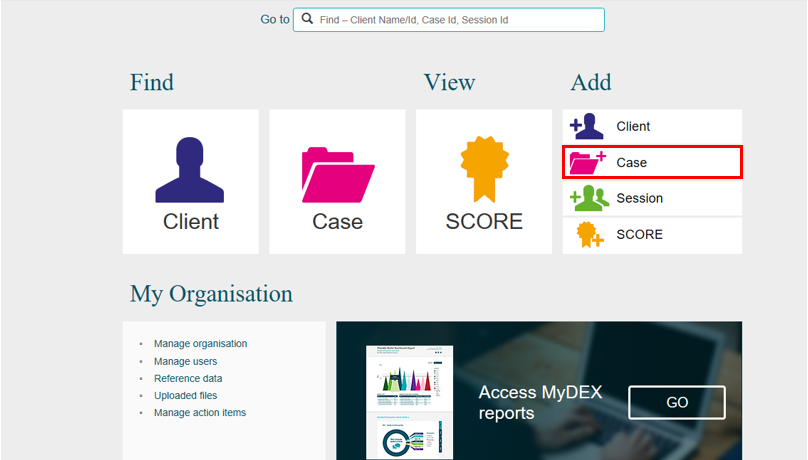 Go to
Find – Client Name/Id, Case Id, Session Id
Find
View
Add
Client
Case
SCORE
Client
Case
Session
SCORE
My Organisation
Manage organisation
Manage users
Reference data
Uploaded files
Manage action items
Access MyDEX
reports
GO